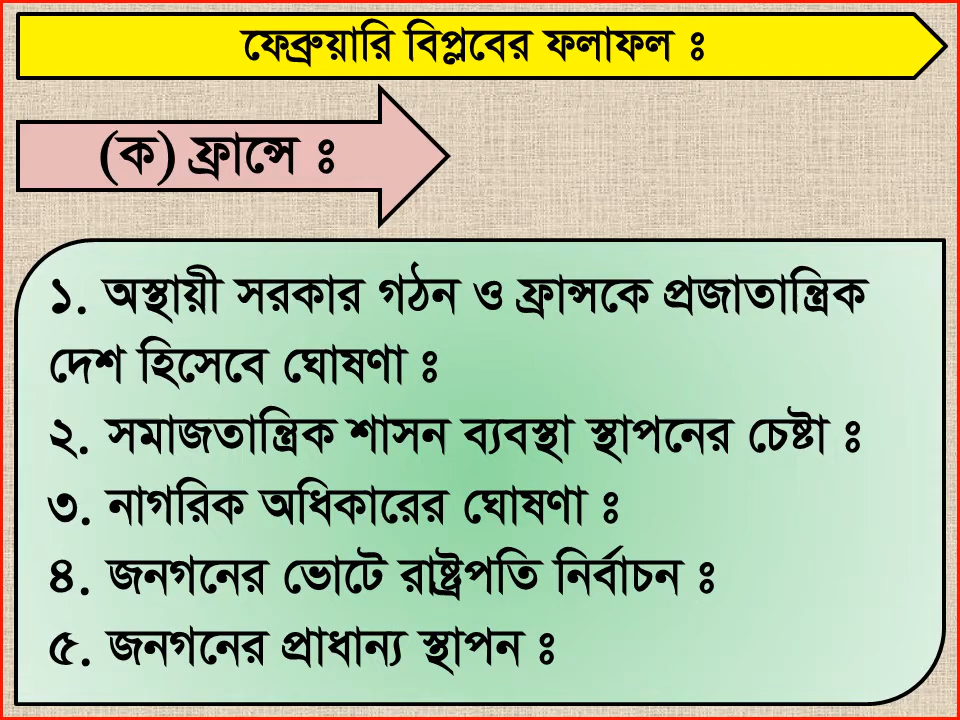 ফেব্রুয়ারি বিপ্লবের ফলাফল ঃ
(ক) ফ্রান্সে ঃ
১. অস্থায়ী সরকার গঠন ও ফ্রান্সকে প্রজাতান্ত্রিক
দেশ হিসেবে ঘোষণা ঃ
২. সমাজতান্ত্রিক শাসন ব্যবস্থা স্থাপনের চেষ্টা ঃ
৩. নাগরিক অধিকারের ঘোষণা ঃ
৪. জনগনের ভোটে রাষ্ট্রপতি নির্বাচন ঃ
৫. জনগনের প্রাধান্য স্থাপন ঃ